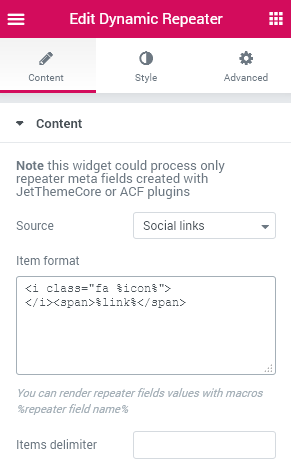 Edit Dynamic Repeater
Content
Style
Advanced
Content
Note this widget could process only
repeater meta fields created with
JetThemeCore or ACF plugins
Source
Social links
Item format
<i class="fa %icon%">
</i><span>%link%</span>
You can render repeater fields values with macros
%repeater field name%
Items delimiter